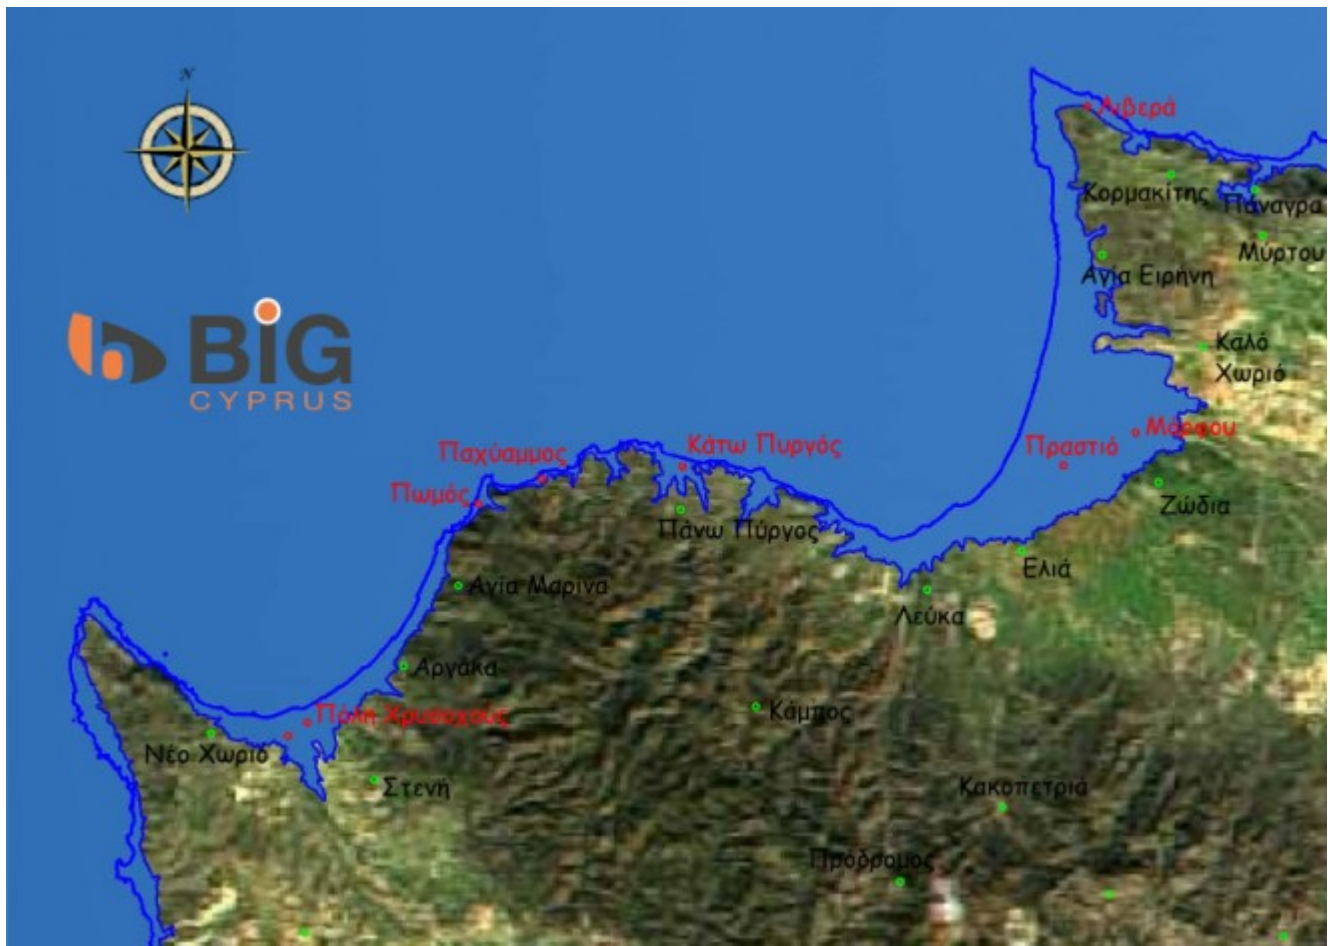 N
Λιβερά
Κορμακίτης
Πάναγρα
Μύρτου
Αγία Ειρήνη
BIG
CYPRUS
Καλό
Χωριό
Μόρφου
Πραστιό
Κάτω Πυργός
Παχύαμμος
Πωμός
Ζώδια
Πάνω Πύργος
Ελιά
Αγία Μαρίνα
Λεύκα
Αργάκα
Πόλη Χρυσοχούς
Κάμπος
Νέο Χωριό
Στενή
Κακοπετριά
Πρόδρομος